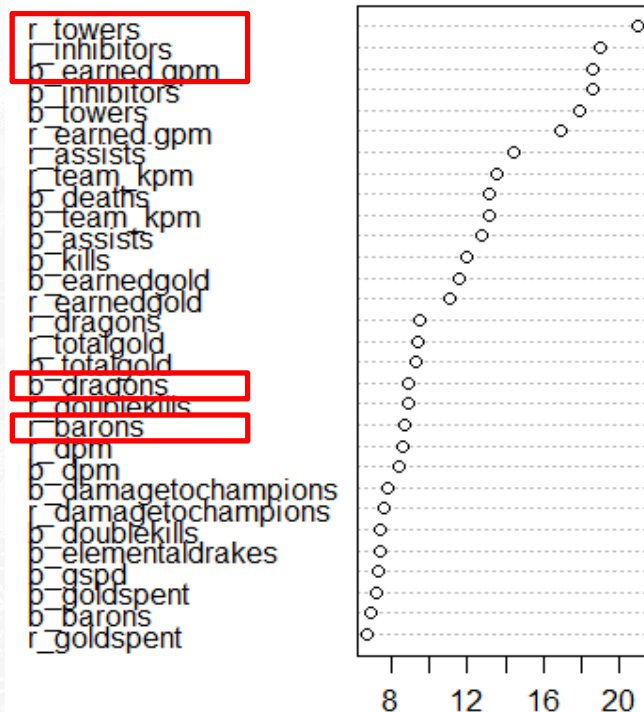 r_towers
r_inhibitors
b_earned.gpm
b_inhibitors
b_towers
r_earned.gpm
r_assists
r_team_kpm
b_deaths
b_team_kpm
b_assists
b_kills
b_earnedgold
r_earnedgold
r_dragons
r_totalgold
b_totalgold
b_dragons
r_doublekills
r_barons
r_dpm
b_dpm
b_damagetochampions
r_damagetochampions
b_doublekills
b_elementaldrakes
b_gspd
b_goldspent
b_barons
r_goldspent
8 12 16 20